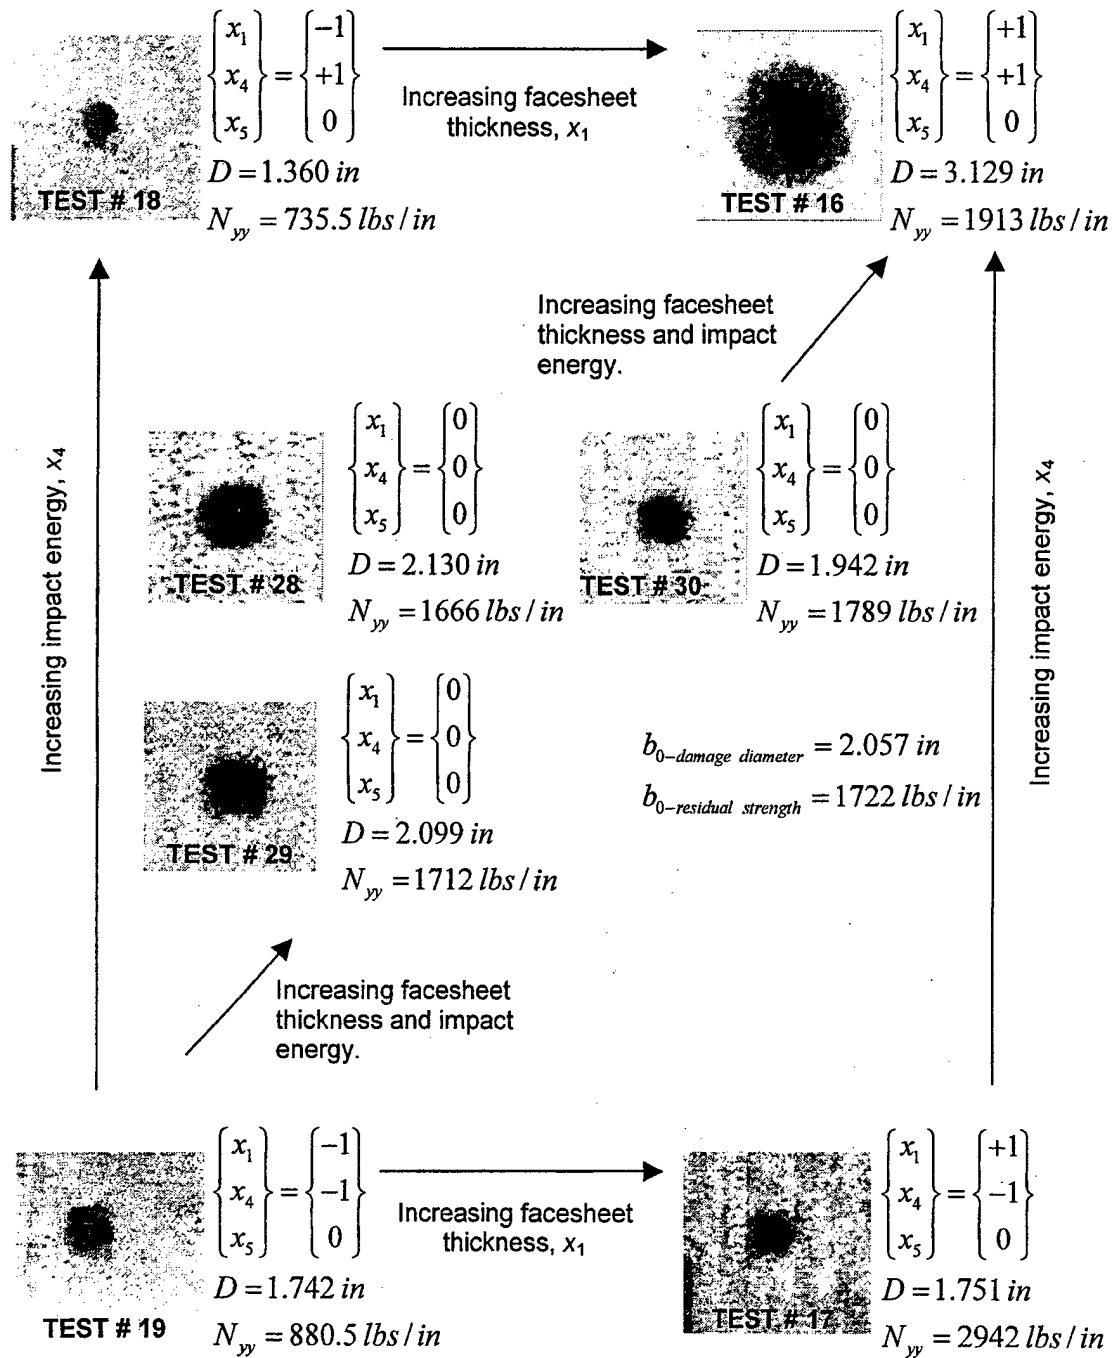 {x₁ x₄ x₅} = {−1 +1 0}
D = 1.360 in
N_yy = 735.5 lbs / in
TEST # 18
Increasing facesheet
thickness, x₁
{x₁ x₄ x₅} = {+1 +1 0}
D = 3.129 in
N_yy = 1913 lbs / in
TEST # 16
Increasing facesheet
thickness and impact
energy.
Increasing impact energy, x₄
{x₁ x₄ x₅} = {0 0 0}
D = 2.130 in
N_yy = 1666 lbs / in
TEST # 28
{x₁ x₄ x₅} = {0 0 0}
D = 1.942 in
N_yy = 1789 lbs / in
TEST # 30
Increasing impact energy, x₄
{x₁ x₄ x₅} = {0 0 0}
D = 2.099 in
N_yy = 1712 lbs / in
TEST # 29
b_0−damage diameter = 2.057 in
b_0−residual strength = 1722 lbs / in
Increasing facesheet
thickness and impact
energy.
{x₁ x₄ x₅} = {−1 −1 0}
D = 1.742 in
N_yy = 880.5 lbs / in
TEST # 19
Increasing facesheet
thickness, x₁
{x₁ x₄ x₅} = {+1 −1 0}
D = 1.751 in
N_yy = 2942 lbs / in
TEST # 17